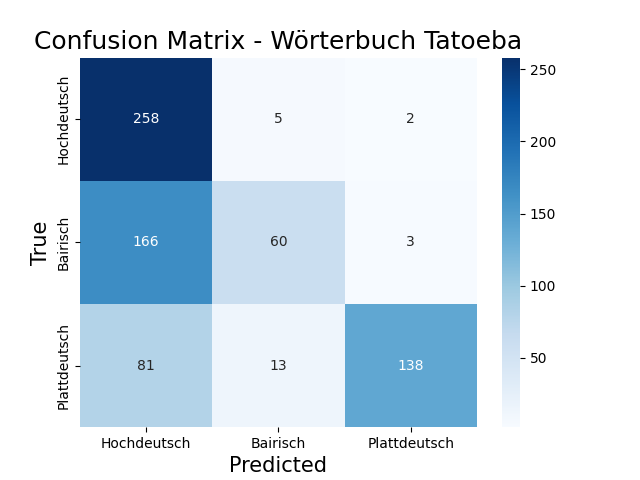 Confusion Matrix - Wörterbuch Tatoeba
True
Hochdeutsch 258 5 2
Bairisch 166 60 3
Plattdeutsch 81 13 138
Hochdeutsch Bairisch Plattdeutsch
Predicted
250
200
150
100
50